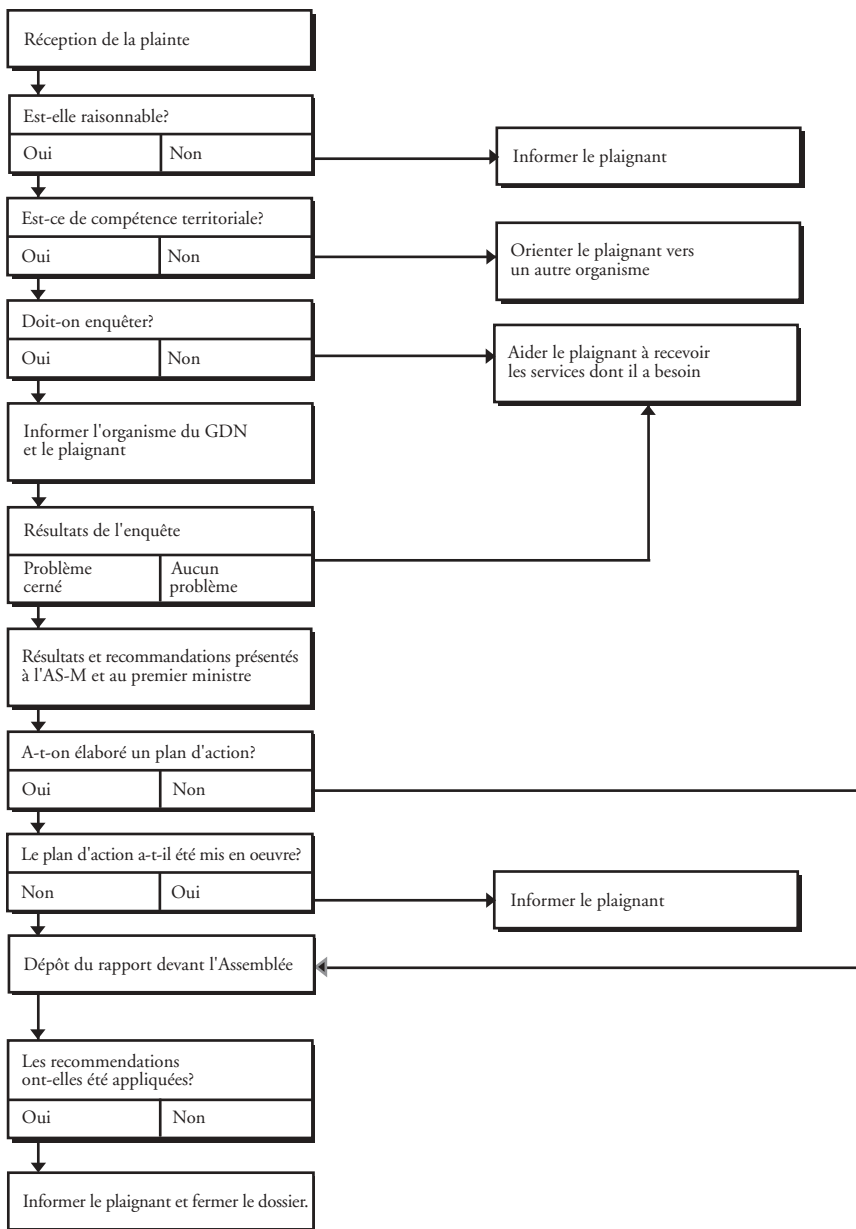 Réception de la plainte
Est-elle raisonnable?
Oui
Non
Informer le plaignant
Est-ce de compétence territoriale?
Oui
Non
Orienter le plaignant vers
un autre organisme
Doit-on enquêter?
Oui
Non
Aider le plaignant à recevoir
les services dont il a besoin
Informer l'organisme du GDN
et le plaignant
Résultats de l'enquête
Problème
cerné
Aucun
problème
Résultats et recommandations présentés
à l'AS-M et au premier ministre
A-t-on élaboré un plan d'action?
Oui
Non
Le plan d'action a-t-il été mis en oeuvre?
Non
Oui
Informer le plaignant
Dépôt du rapport devant l'Assemblée
Les recommendations
ont-elles été appliquées?
Oui
Non
Informer le plaignant et fermer le dossier.